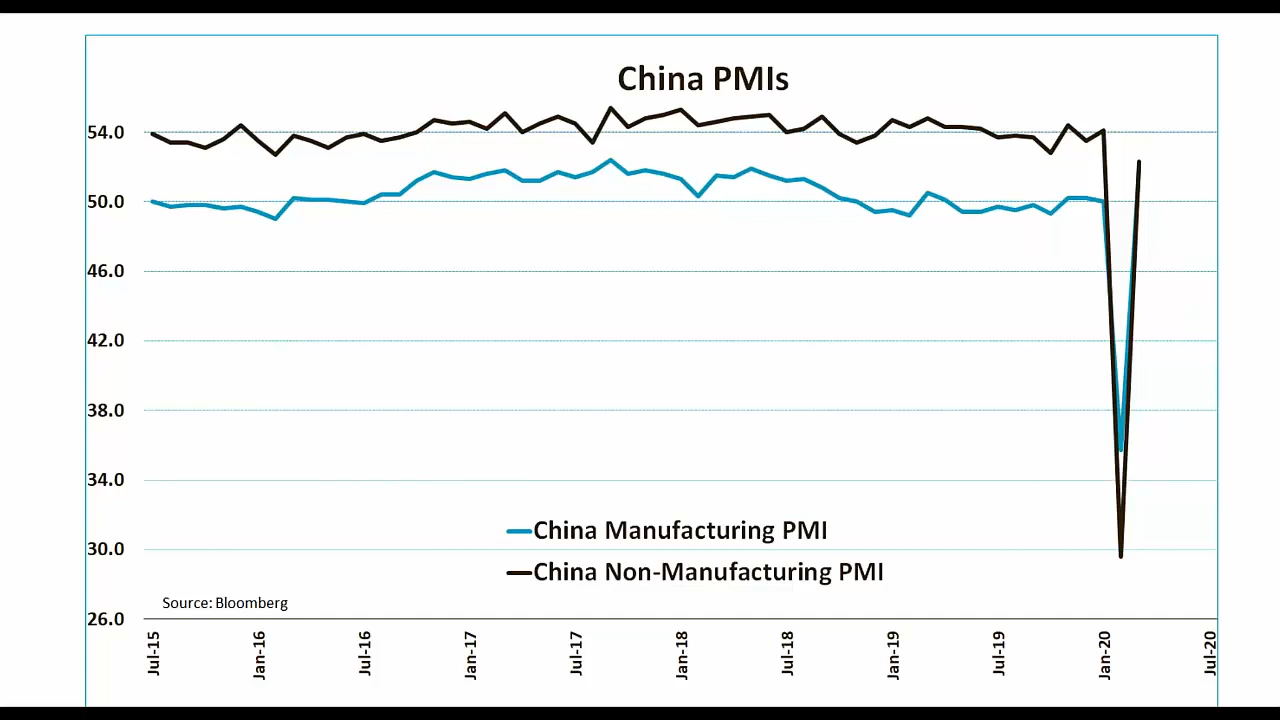 China PMIs
54.0
50.0
46.0
42.0
38.0
34.0
30.0
26.0
China Manufacturing PMI
China Non-Manufacturing PMI
Source: Bloomberg
Jul-15
Jan-16
Jul-16
Jan-17
Jul-17
Jan-18
Jul-18
Jan-19
Jul-19
Jan-20
Jul-20